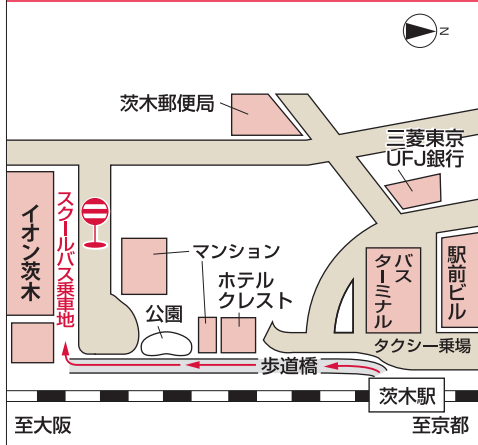 N
茨木郵便局
三菱東京
UFJ銀行
イオン茨木
スクールバス乗車地
マンション
ホテル
クレスト
公園
バス
ターミナル
駅前ビル
タクシー乗場
歩道橋
茨木駅
至大阪
至京都